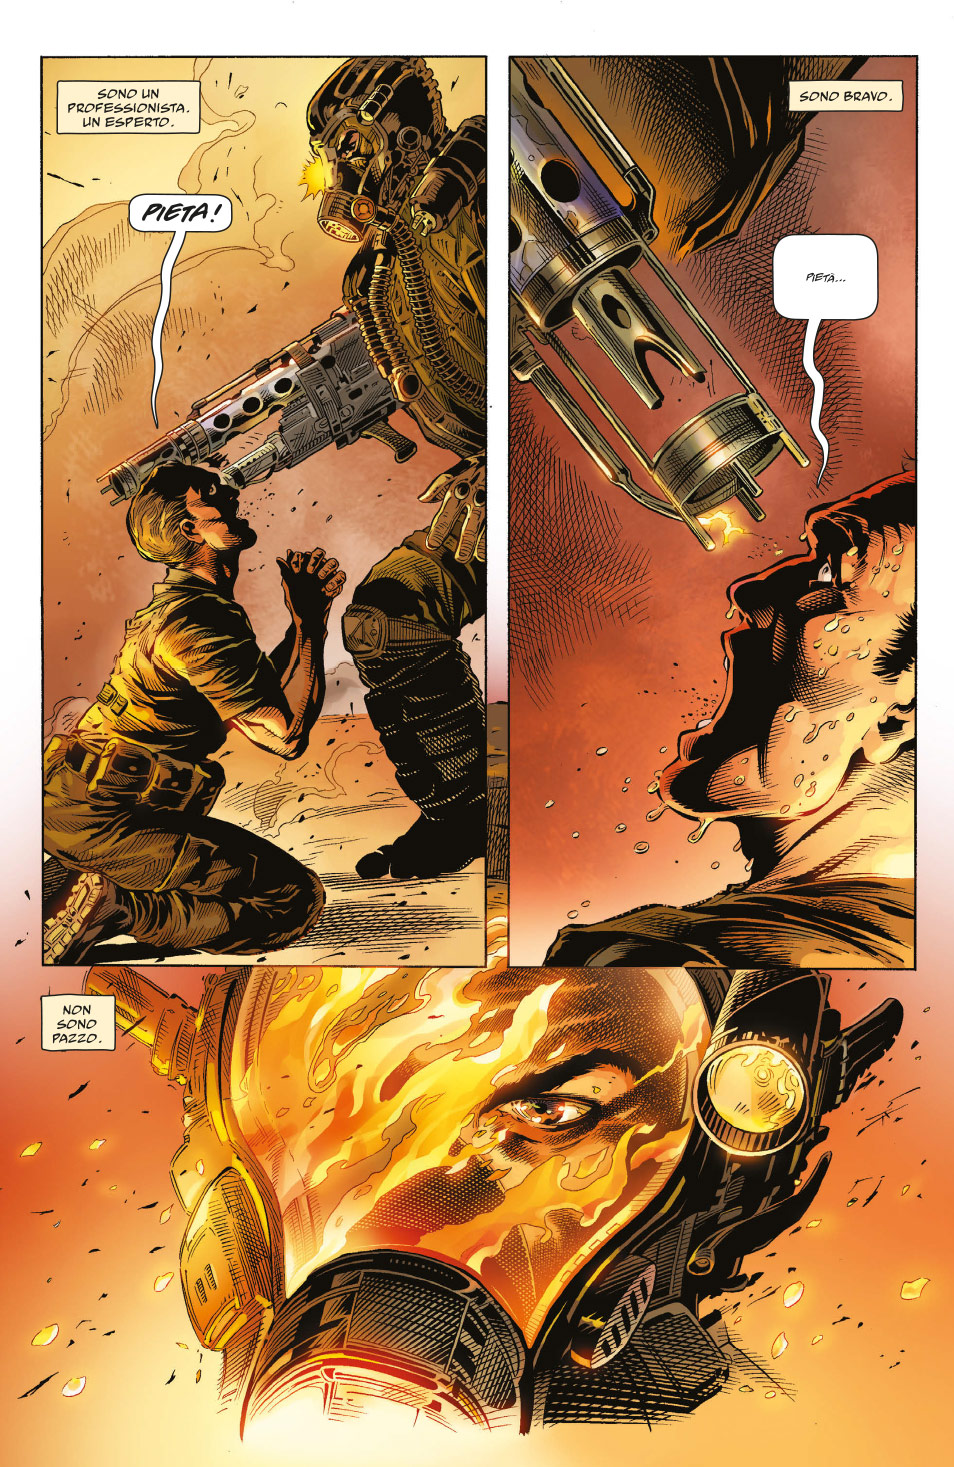 SONO UN
PROFESSIONISTA.
UN ESPERTO.
PIETÀ!
SONO BRAVO.
PIETÀ...
NON
SONO
PAZZO.